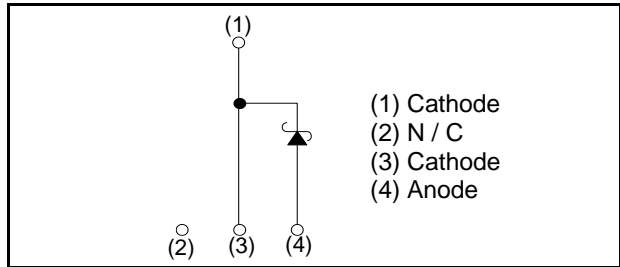 (1)
(1) Cathode
(2) N / C
(3) Cathode
(4) Anode
(2) (3) (4)